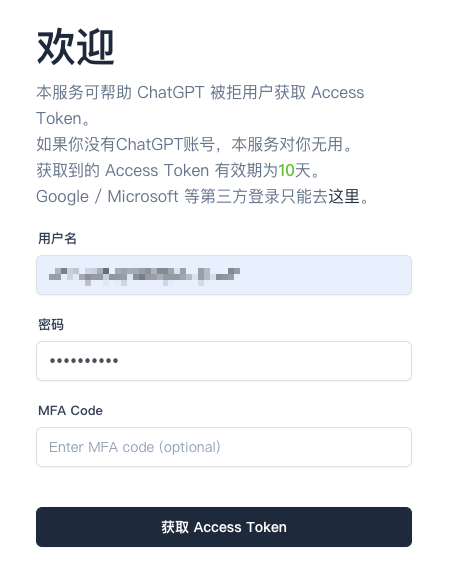 欢迎
本服务可帮助 ChatGPT 被拒用户获取 Access
Token。
如果你没有ChatGPT账号，本服务对你无用。
获取到的 Access Token 有效期为10天。
Google / Microsoft 等第三方登录只能去这里。
用户名
密码
••••••••••
MFA Code
Enter MFA code (optional)
获取 Access Token